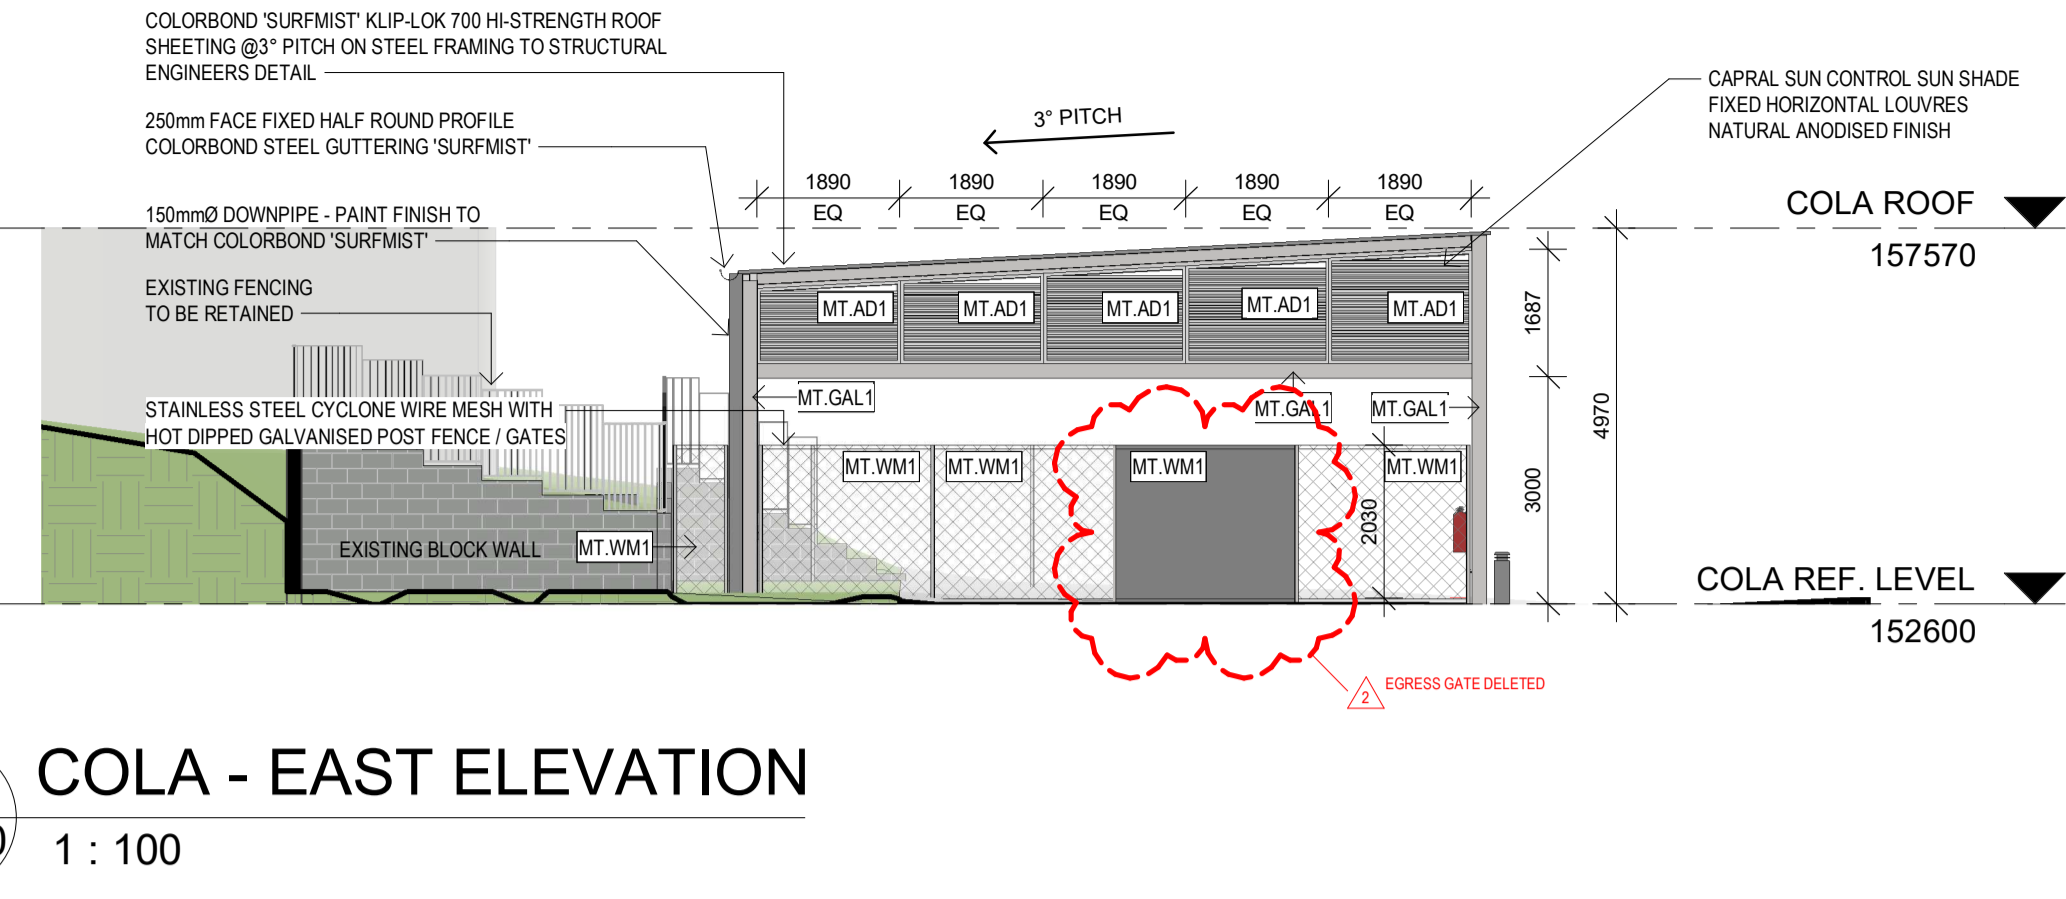 COLORBOND 'SURFMIST' KLIP-LOK 700 HI-STRENGTH ROOF
SHEETING @3° PITCH ON STEEL FRAMING TO STRUCTURAL
ENGINEERS DETAIL
250mm FACE FIXED HALF ROUND PROFILE
COLORBOND STEEL GUTTERING 'SURFMIST'
150mmØ DOWNPIPE - PAINT FINISH TO
MATCH COLORBOND 'SURFMIST'
EXISTING FENCING
TO BE RETAINED
STAINLESS STEEL CYCLONE WIRE MESH WITH
HOT DIPPED GALVANISED POST FENCE / GATES
CAPRAL SUN CONTROL SUN SHADE
FIXED HORIZONTAL LOUVRES
NATURAL ANODISED FINISH
3° PITCH
1890 1890 1890 1890 1890
EQ EQ EQ EQ EQ
COLA ROOF
157570
MT.AD1 MT.AD1 MT.AD1 MT.AD1 MT.AD1
1687
4970
MT.GAL1 MT.GAL1 MT.GAL1
MT.WM1 MT.WM1 MT.WM1 MT.WM1
3000
2030
EXISTING BLOCK WALL
MT.WM1
COLA REF. LEVEL
152600
2
EGRESS GATE DELETED
COLA - EAST ELEVATION
1 : 100